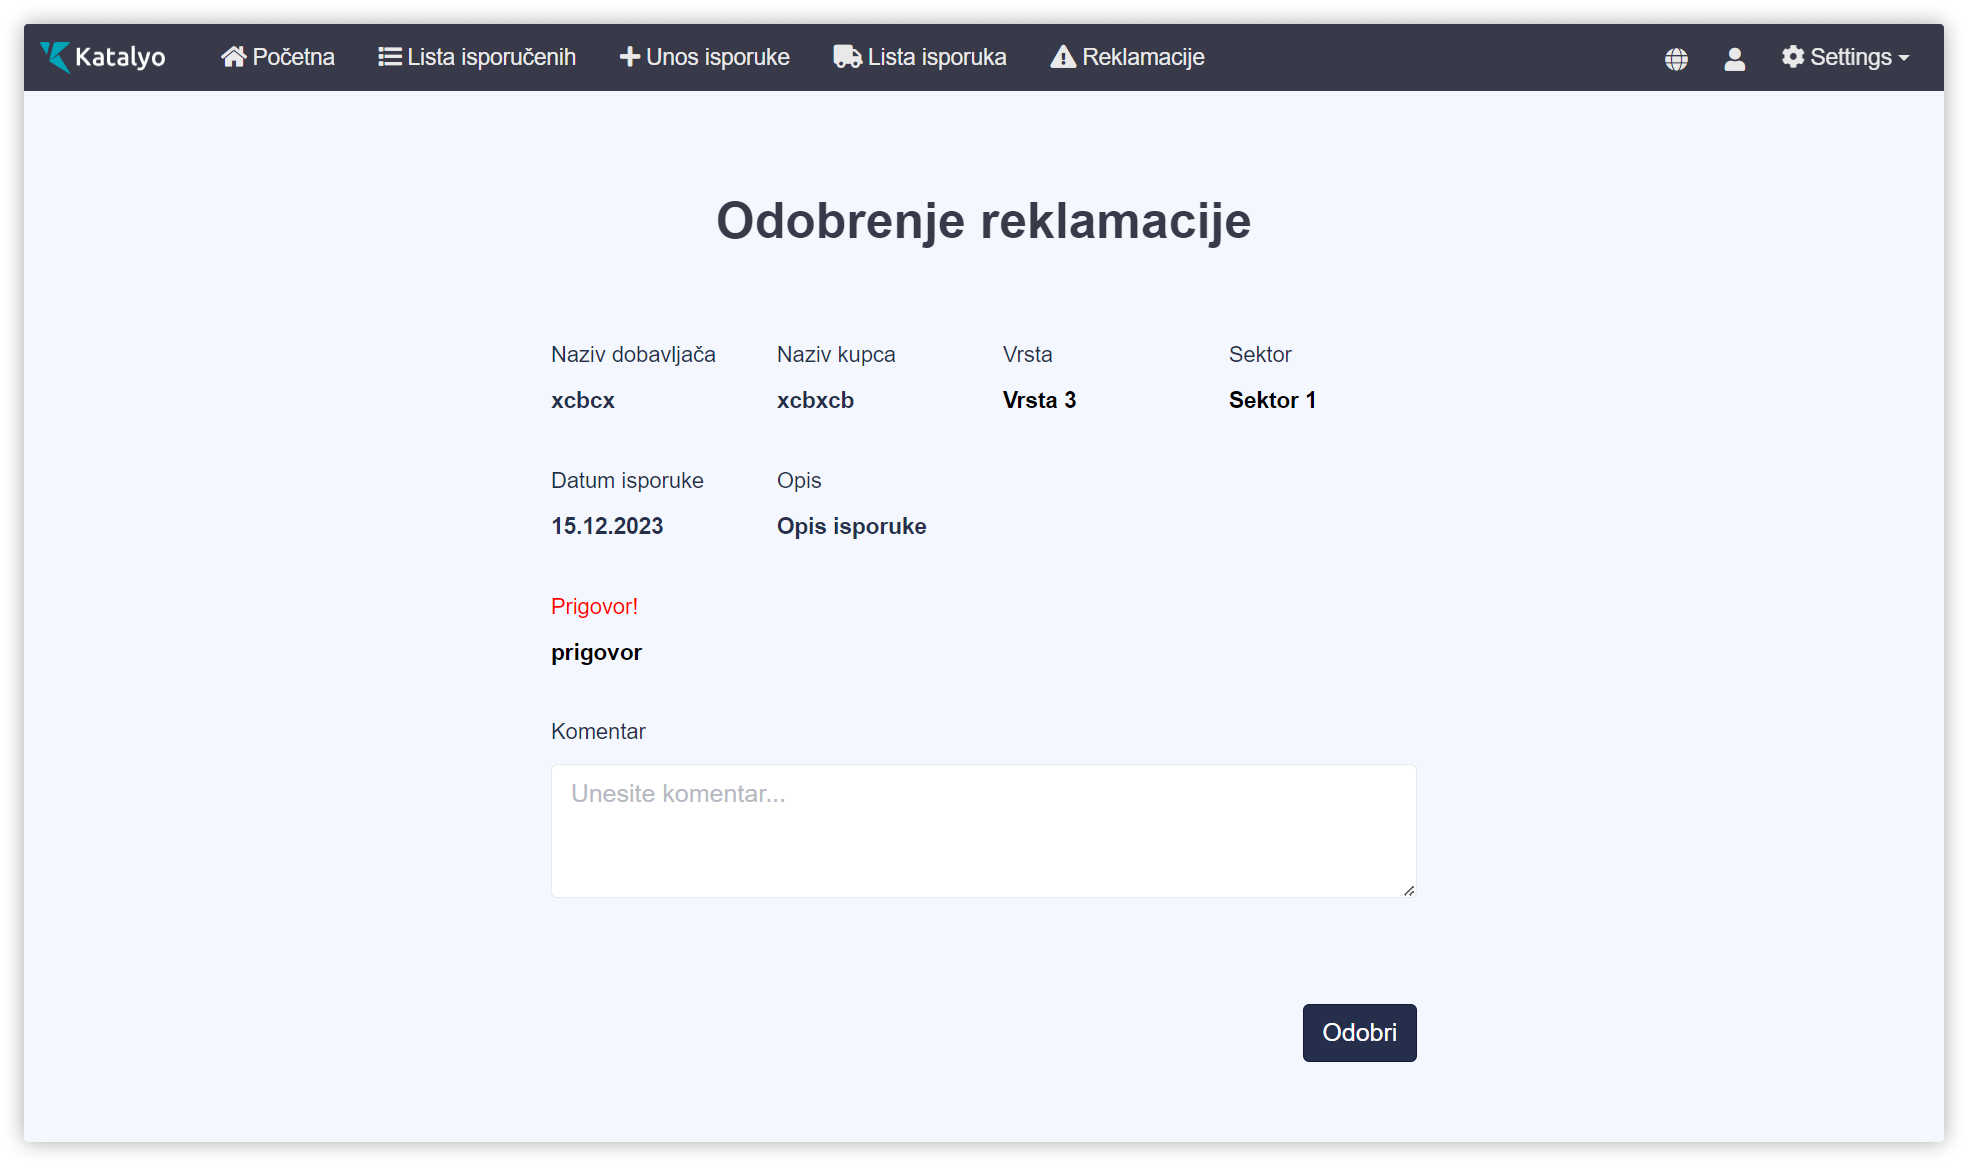 Katalyo Početna Lista isporučenih Unos isporuke Lista isporuka Reklamacije Settings
Odobrenje reklamacije
Naziv dobavljača Naziv kupca Vrsta Sektor
xcbcx xcbxcb Vrsta 3 Sektor 1
Datum isporuke Opis
15.12.2023 Opis isporuke
Prigovor!
prigovor
Komentar
Unesite komentar...
Odobri